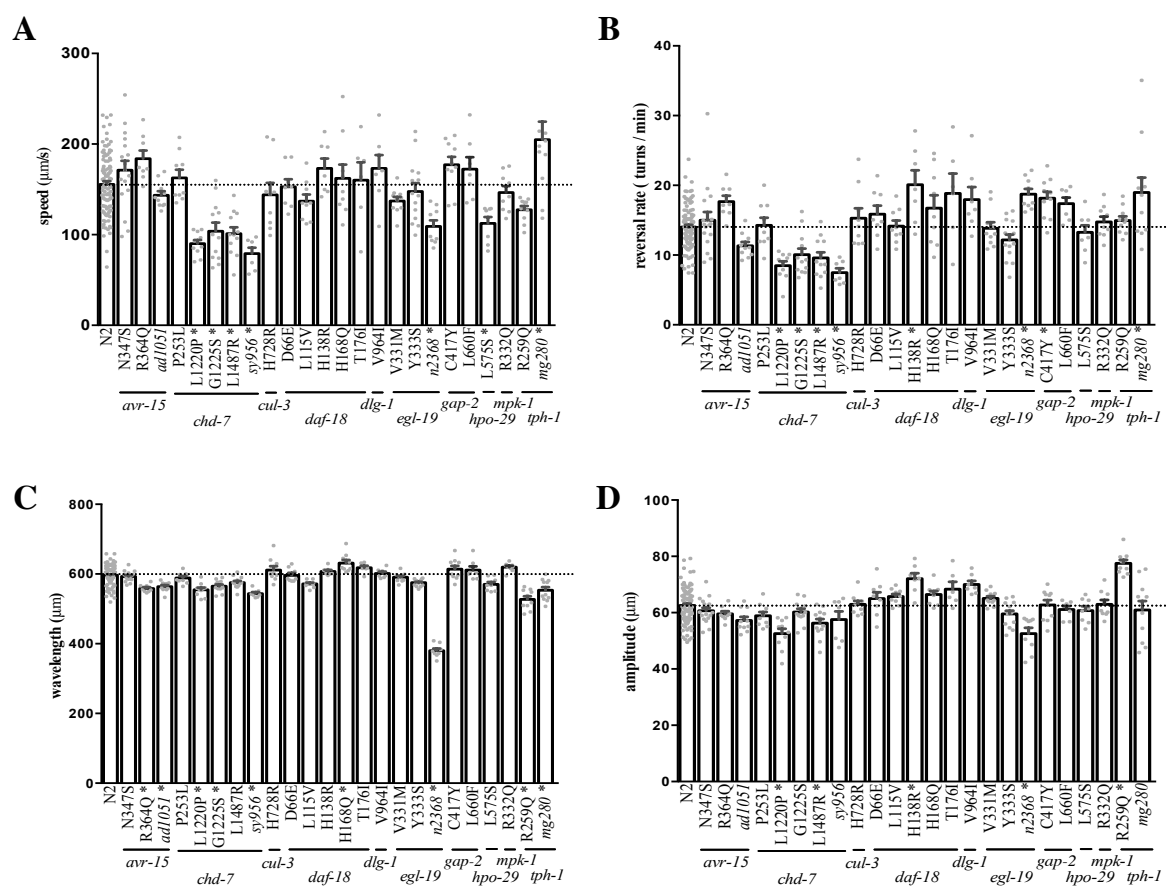 A
300
200
100
0
speed (µm/s)
N2
N347S
R364Q
ad1051
P253L
L1220P *
G1225S *
L1487R *
sy956 *
H728R
D66E
L115V
H138R
H168Q
T176I
V964I
V331M
Y333S
n2368 *
C417Y
L660F
L575S *
R332Q
R259Q
mg280 *
avr-15
chd-7
cul-3
daf-18
dlg-1
egl-19
gap-2
hpo-29
mpk-1
tph-1
B
40
30
20
10
0
reversal rate ( turns / min)
N2
N347S
R364Q
ad1051
P253L
L1220P *
G1225S *
L1487R *
sy956 *
H728R
D66E
L115V
H138R *
H168Q
T176I
V964I
V331M
Y333S
n2368 *
C417Y *
L660F
L575S
R332Q
R259Q
mg280 *
avr-15
chd-7
cul-3
daf-18
dlg-1
egl-19
gap-2
hpo-29
mpk-1
tph-1
C
800
600
400
200
0
wavelength (µm)
N2
N347S
R364Q *
ad1051 *
P253L
L1220P *
G1225S *
L1487R
sy956 *
H728R
D66E
L115V
H138R
H168Q *
T176I
V964I
V331M
Y333S
n2368 *
C417Y
L660F
L575S
R332Q
R259Q *
mg280 *
avr-15
chd-7
cul-3
daf-18
dlg-1
egl-19
gap-2
hpo-29
mpk-1
tph-1
D
100
80
60
40
20
0
amplitude (µm)
N2
N347S
R364Q
ad1051
P253L
L1220P *
G1225S
L1487R *
sy956
H728R
D66E
L115V
H138R *
H168Q
T176I
V964I
V331M
Y333S
n2368 *
C417Y
L660F
L575S
R332Q
R259Q *
mg280
avr-15
chd-7
cul-3
daf-18
dlg-1
egl-19
gap-2
hpo-29
mpk-1
tph-1